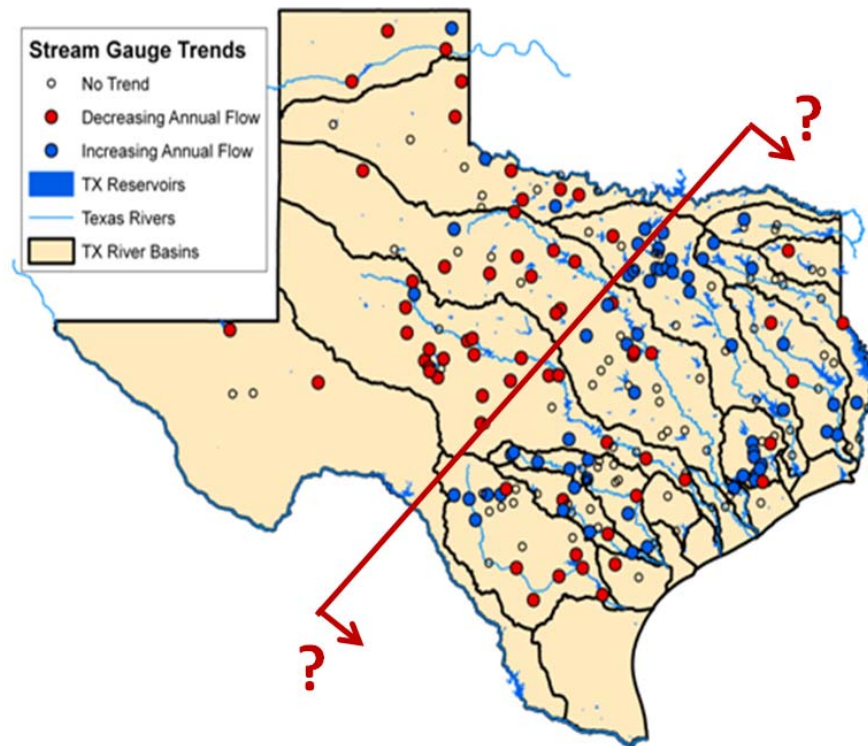 ?
Stream Gauge Trends
No Trend
Decreasing Annual Flow
Increasing Annual Flow
TX Reservoirs
Texas Rivers
TX River Basins
?